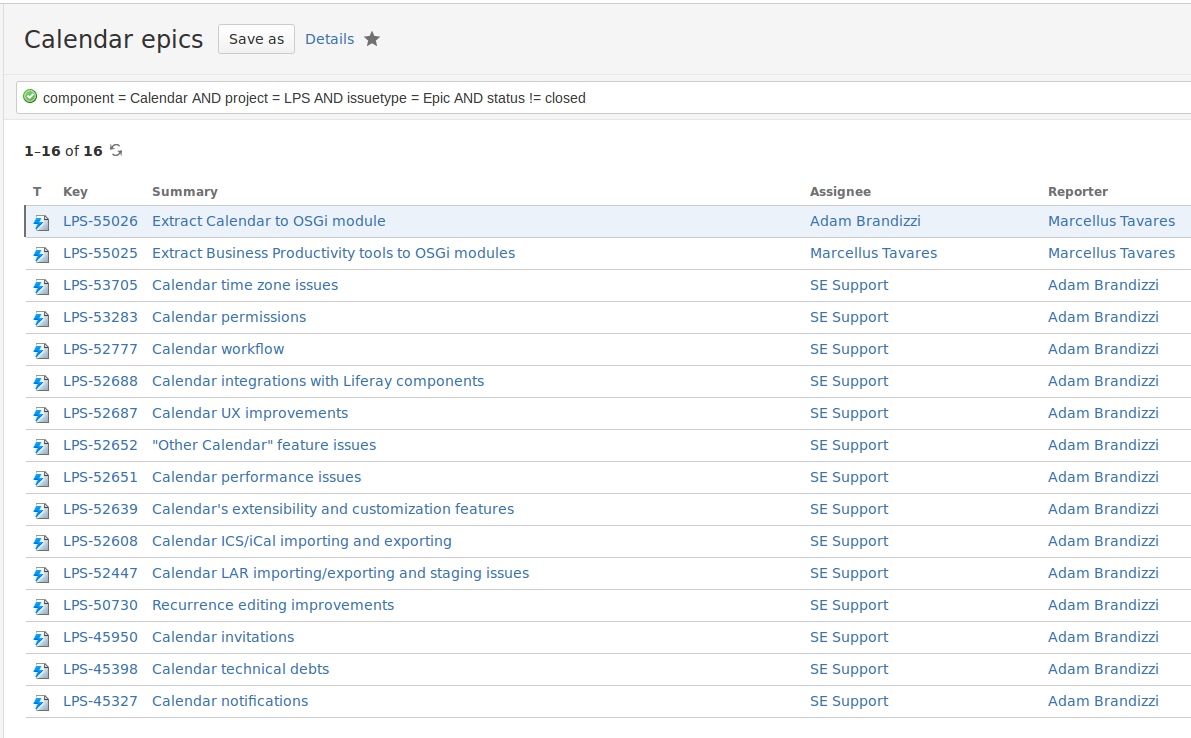 Calendar epics Save as Details
component = Calendar AND project = LPS AND issuetype = Epic AND status != closed
1–16 of 16
T Key Summary Assignee Reporter
LPS-55026 Extract Calendar to OSGi module Adam Brandizzi Marcellus Tavares
LPS-55025 Extract Business Productivity tools to OSGi modules Marcellus Tavares Marcellus Tavares
LPS-53705 Calendar time zone issues SE Support Adam Brandizzi
LPS-53283 Calendar permissions SE Support Adam Brandizzi
LPS-52777 Calendar workflow SE Support Adam Brandizzi
LPS-52688 Calendar integrations with Liferay components SE Support Adam Brandizzi
LPS-52687 Calendar UX improvements SE Support Adam Brandizzi
LPS-52652 "Other Calendar" feature issues SE Support Adam Brandizzi
LPS-52651 Calendar performance issues SE Support Adam Brandizzi
LPS-52639 Calendar's extensibility and customization features SE Support Adam Brandizzi
LPS-52608 Calendar ICS/iCal importing and exporting SE Support Adam Brandizzi
LPS-52447 Calendar LAR importing/exporting and staging issues SE Support Adam Brandizzi
LPS-50730 Recurrence editing improvements SE Support Adam Brandizzi
LPS-45950 Calendar invitations SE Support Adam Brandizzi
LPS-45398 Calendar technical debts SE Support Adam Brandizzi
LPS-45327 Calendar notifications SE Support Adam Brandizzi